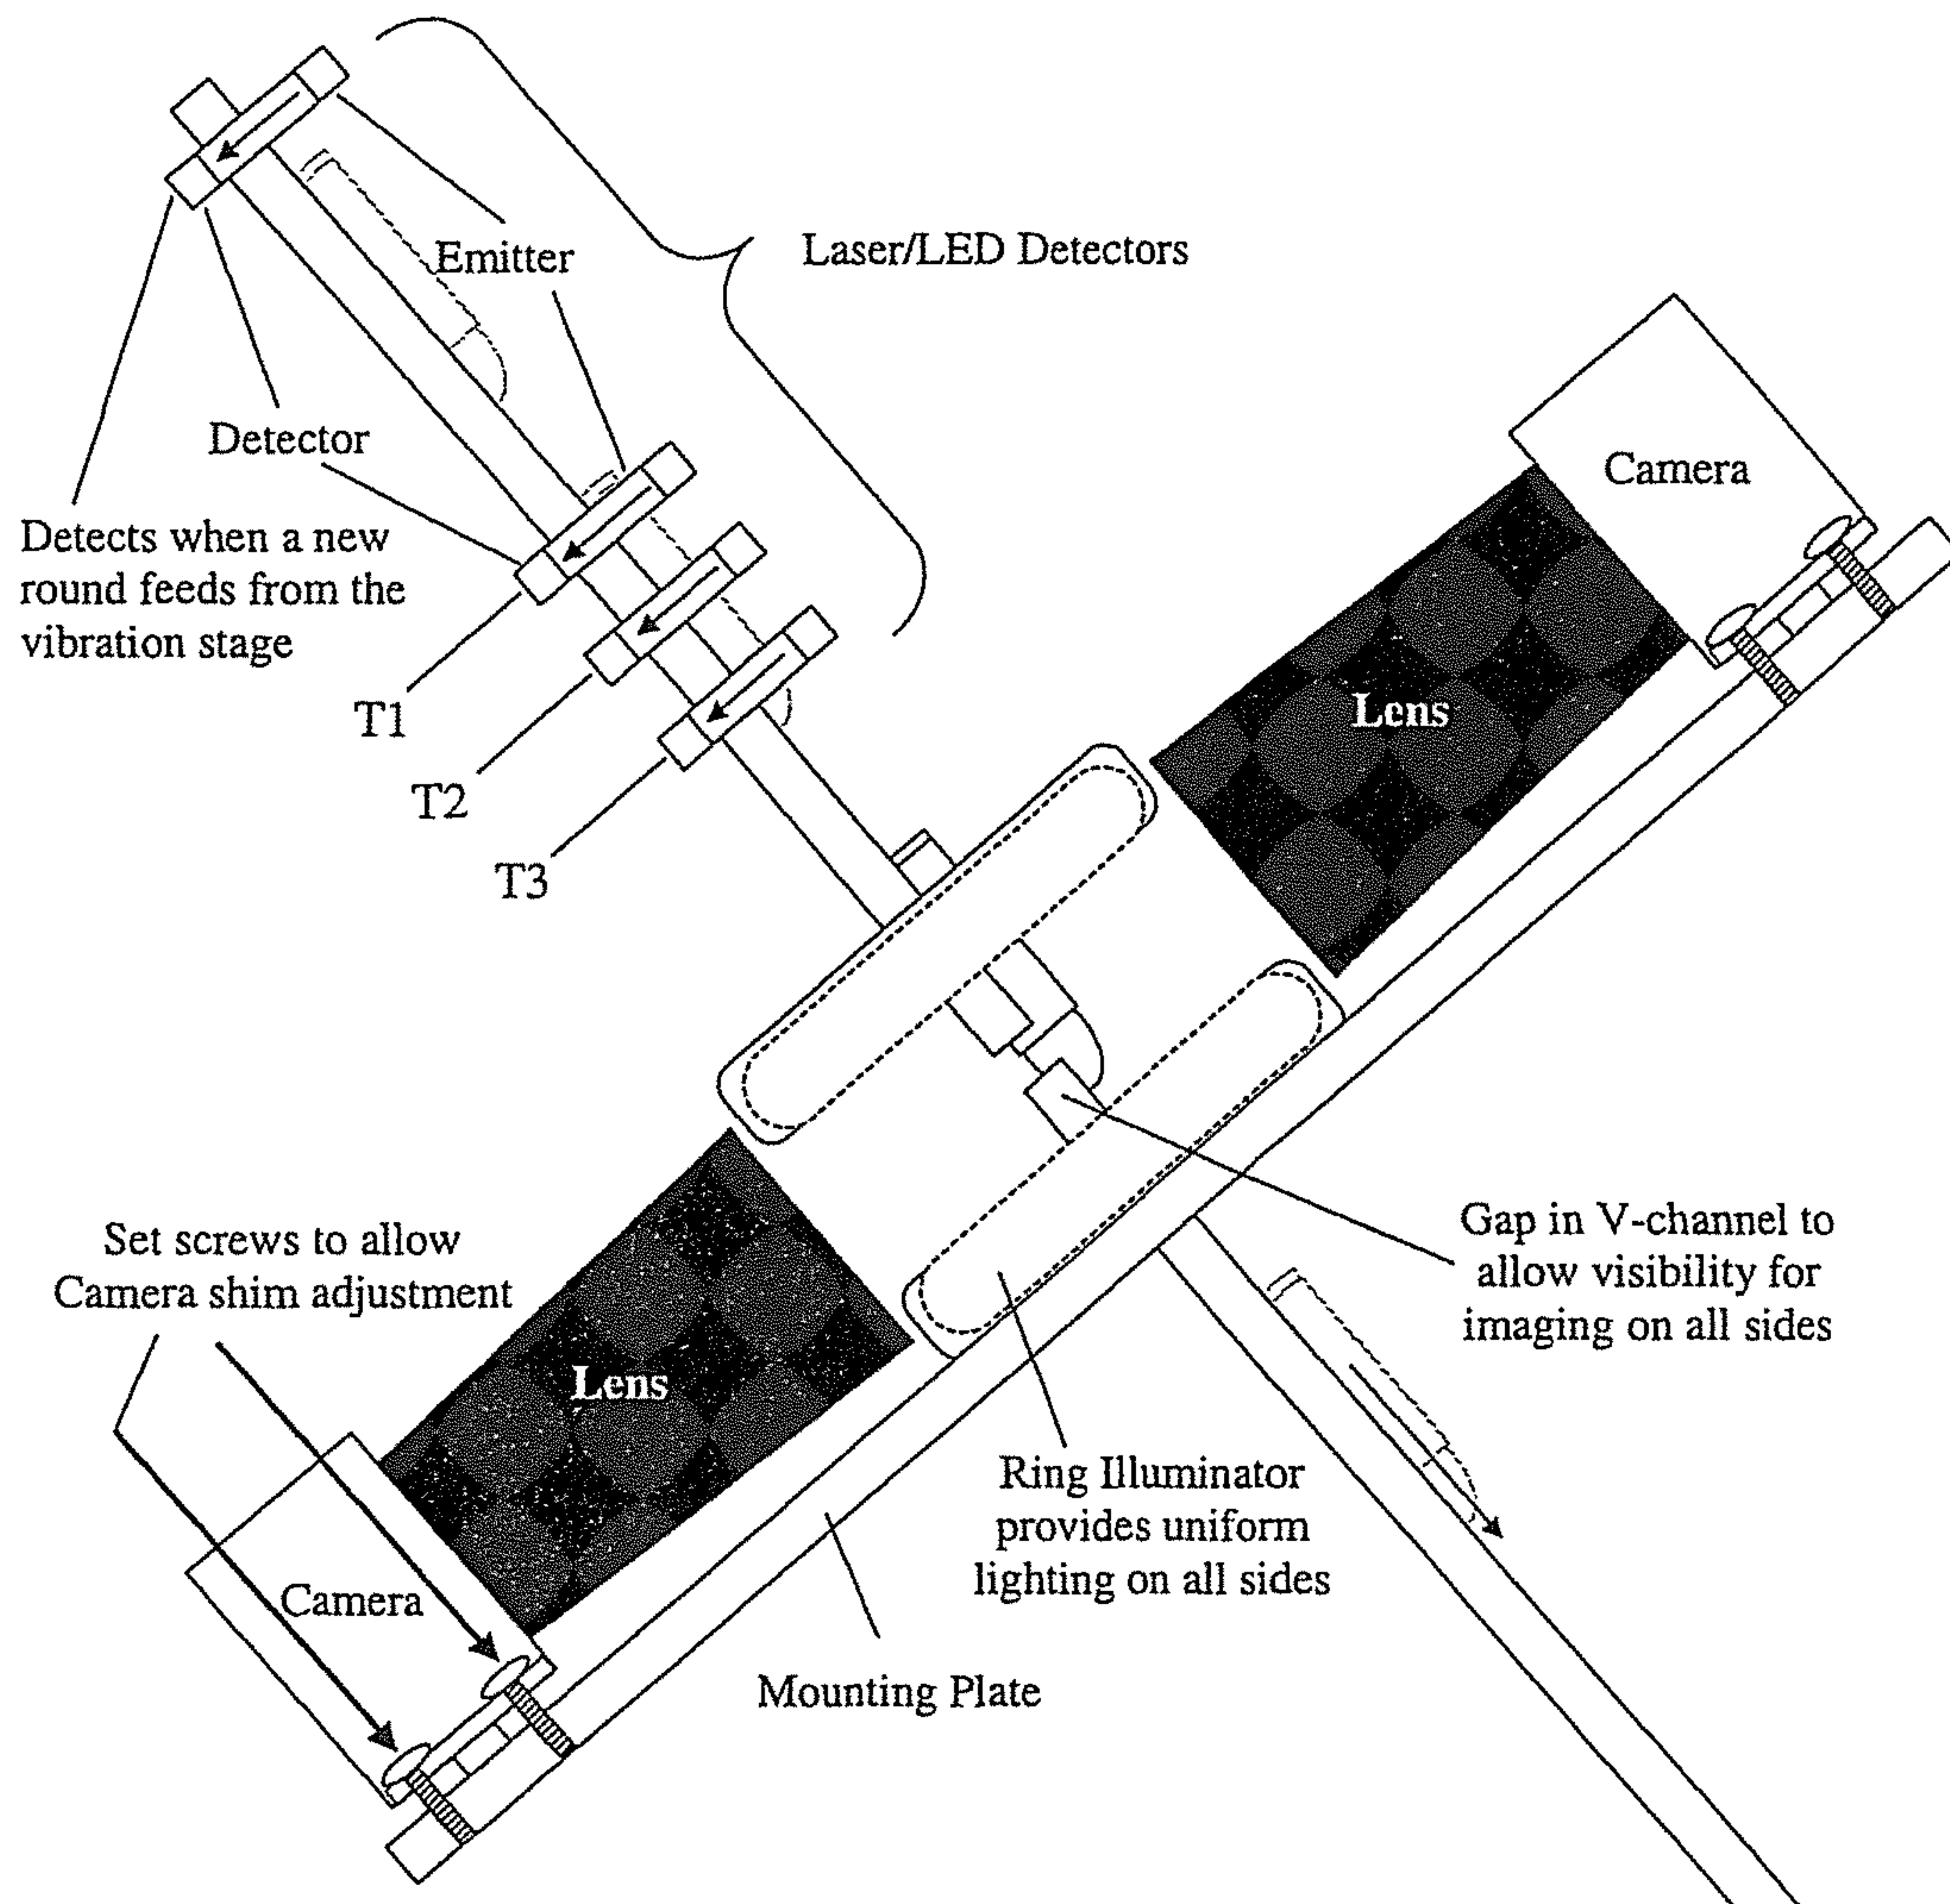 Laser/LED Detectors
Emitter
Detector
Camera
Detects when a new
round feeds from the
vibration stage
Lens
T1
T2
T3
Set screws to allow
Camera shim adjustment
Gap in V-channel to
allow visibility for
imaging on all sides
Lens
Ring Illuminator
provides uniform
lighting on all sides
Camera
Mounting Plate